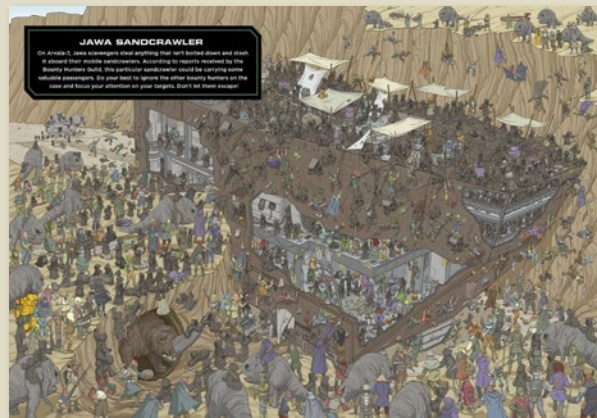 JAWA SANDCRAWLER
On Arvala-7, Jawa scavengers steal anything that isn't bolted down and stash
it aboard their mobile sandcrawlers. According to reports received by the
Bounty Hunters Guild, this particular sandcrawler could be carrying some
valuable passengers. Do your best to ignore the other bounty hunters on the
case and focus your attention on your targets. Don't let them escape!